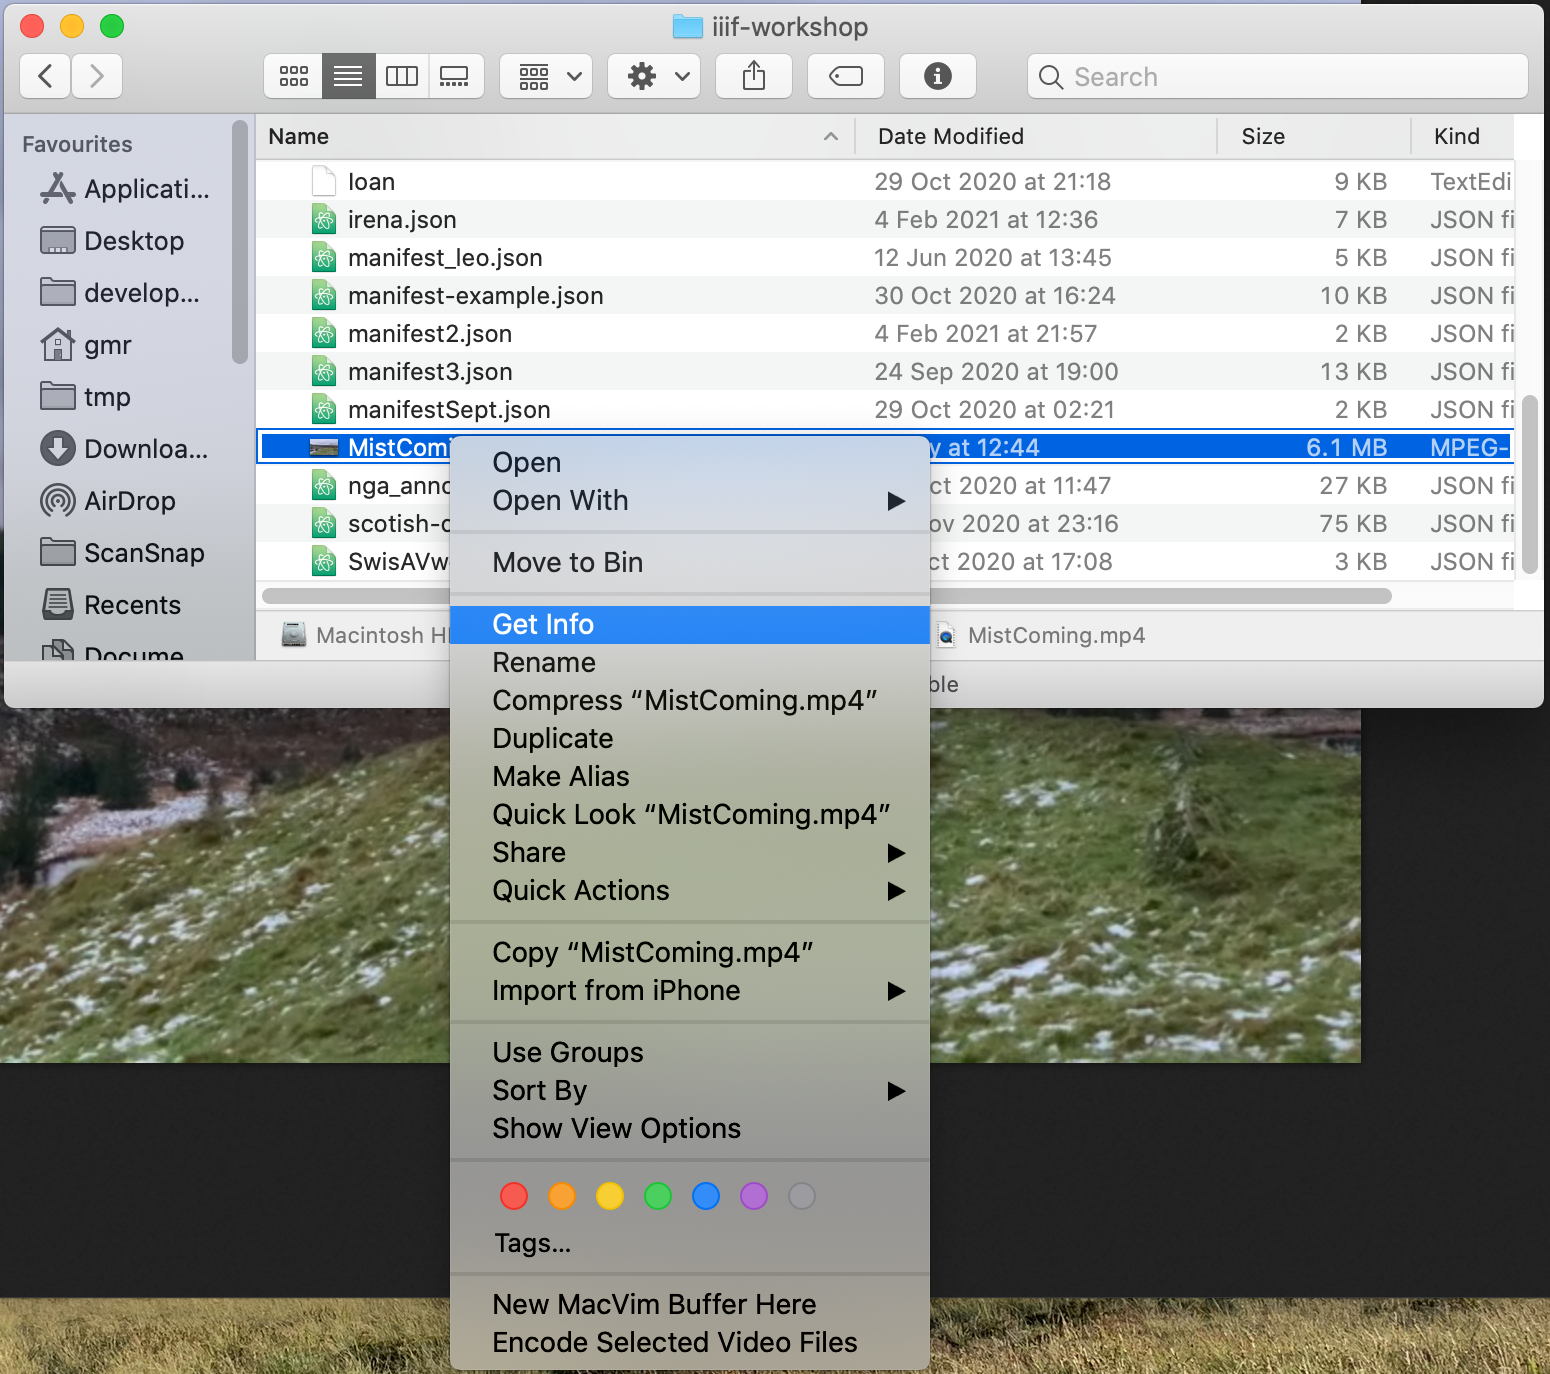 iiif-workshop
Search
Favourites
Applicati...
Desktop
develop...
gmr
tmp
Downloa...
AirDrop
ScanSnap
Recents
Docume
Name Date Modified Size Kind
loan 29 Oct 2020 at 21:18 9 KB TextEdi
irena.json 4 Feb 2021 at 12:36 7 KB JSON fi
manifest_leo.json 12 Jun 2020 at 13:45 5 KB JSON fi
manifest-example.json 30 Oct 2020 at 16:24 10 KB JSON fi
manifest2.json 4 Feb 2021 at 21:57 2 KB JSON fi
manifest3.json 24 Sep 2020 at 19:00 13 KB JSON fi
manifestSept.json 29 Oct 2020 at 02:21 2 KB JSON fi
MistComi y at 12:44 6.1 MB MPEG-
nga_anno ct 2020 at 11:47 27 KB JSON fi
scotish-c ov 2020 at 23:16 75 KB JSON fi
SwisAVw ct 2020 at 17:08 3 KB JSON fi
Macintosh H MistComing.mp4
ble
Open
Open With
Move to Bin
Get Info
Rename
Compress “MistComing.mp4”
Duplicate
Make Alias
Quick Look “MistComing.mp4”
Share
Quick Actions
Copy “MistComing.mp4”
Import from iPhone
Use Groups
Sort By
Show View Options
Tags...
New MacVim Buffer Here
Encode Selected Video Files